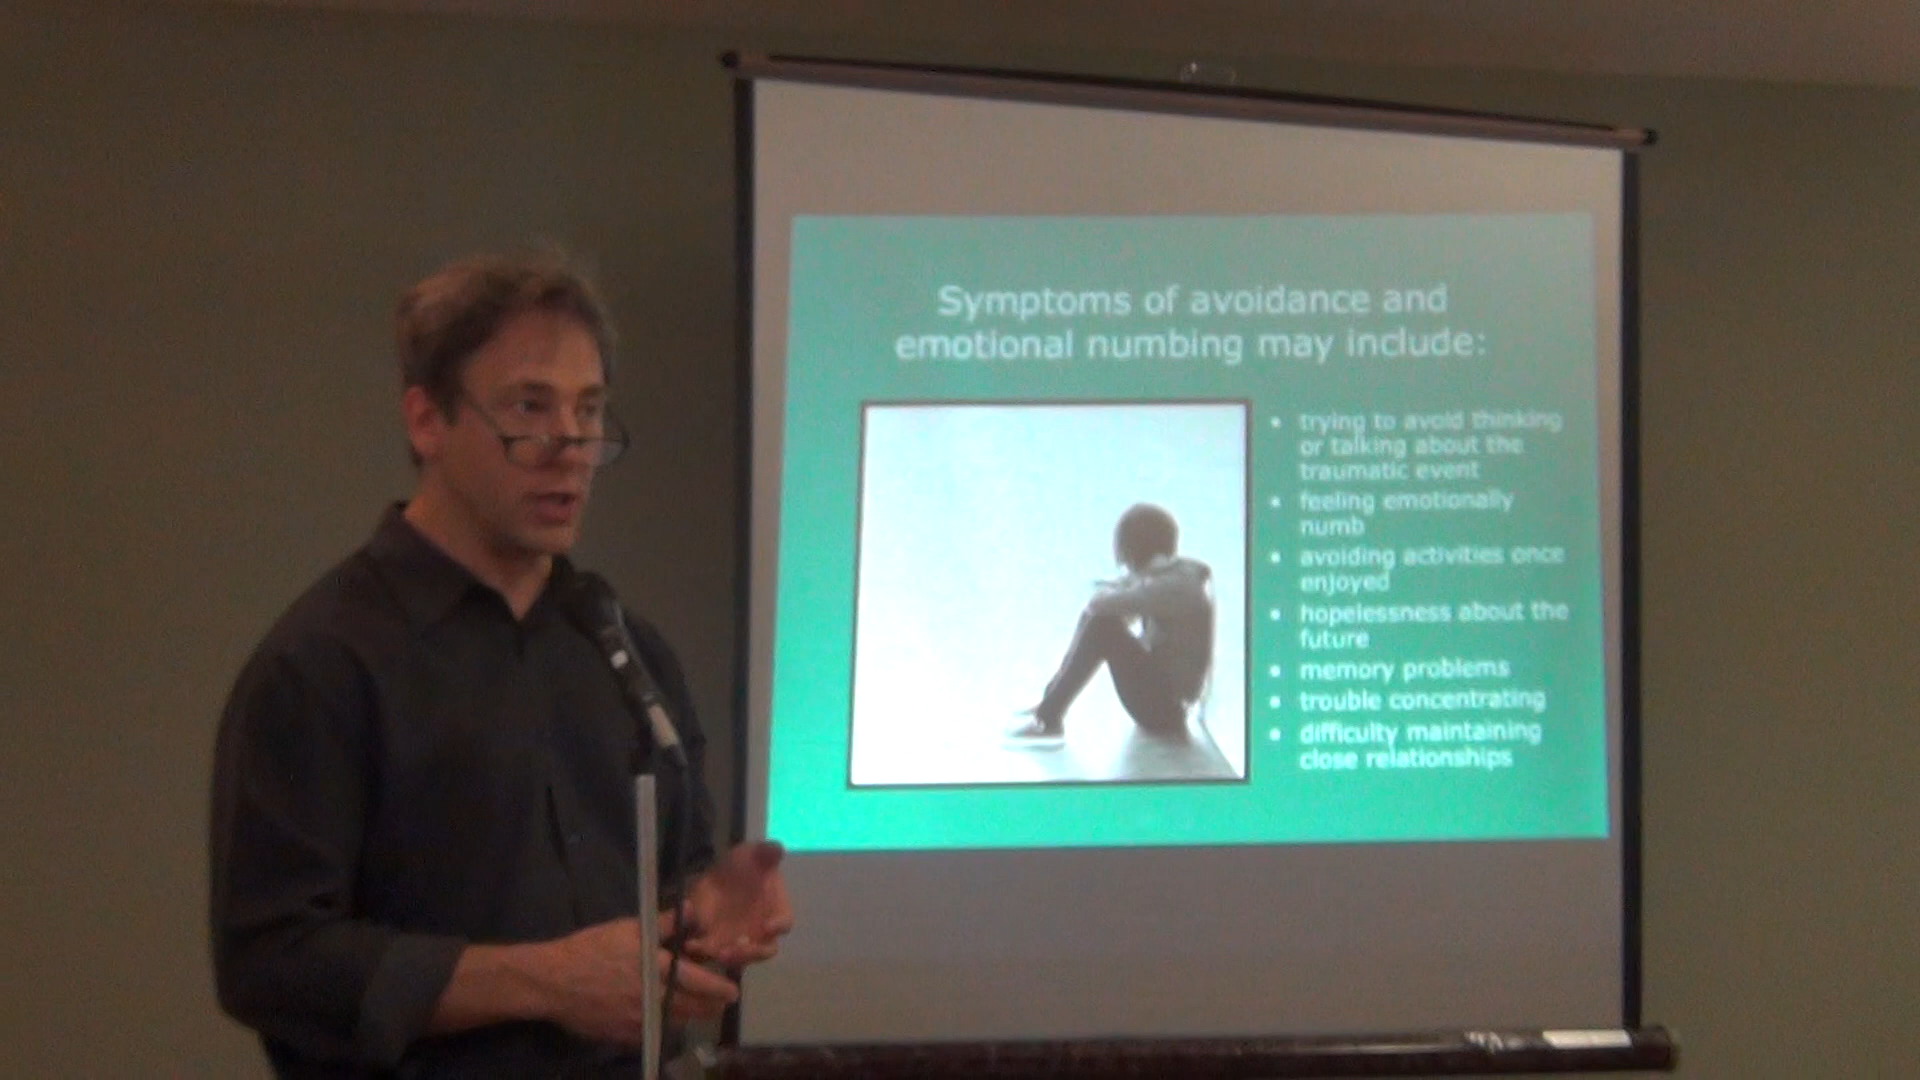 Symptoms of avoidance and
emotional numbing may include:
• trying to avoid thinking
or talking about the
traumatic event
• feeling emotionally
numb
• avoiding activities once
enjoyed
• hopelessness about the
future
• memory problems
• trouble concentrating
• difficulty maintaining
close relationships